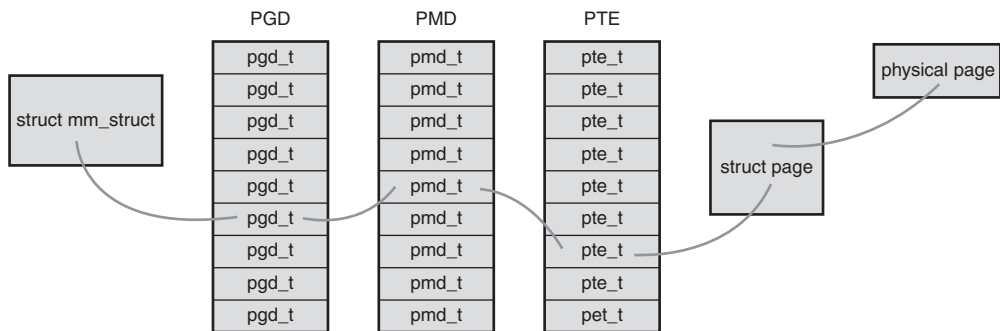 PGD
PMD
PTE
struct mm_struct
pgd_t
pgd_t
pgd_t
pgd_t
pgd_t
pgd_t
pgd_t
pgd_t
pgd_t
pmd_t
pmd_t
pmd_t
pmd_t
pmd_t
pmd_t
pmd_t
pmd_t
pmd_t
pte_t
pte_t
pte_t
pte_t
pte_t
pte_t
pte_t
pte_t
pet_t
struct page
physical page